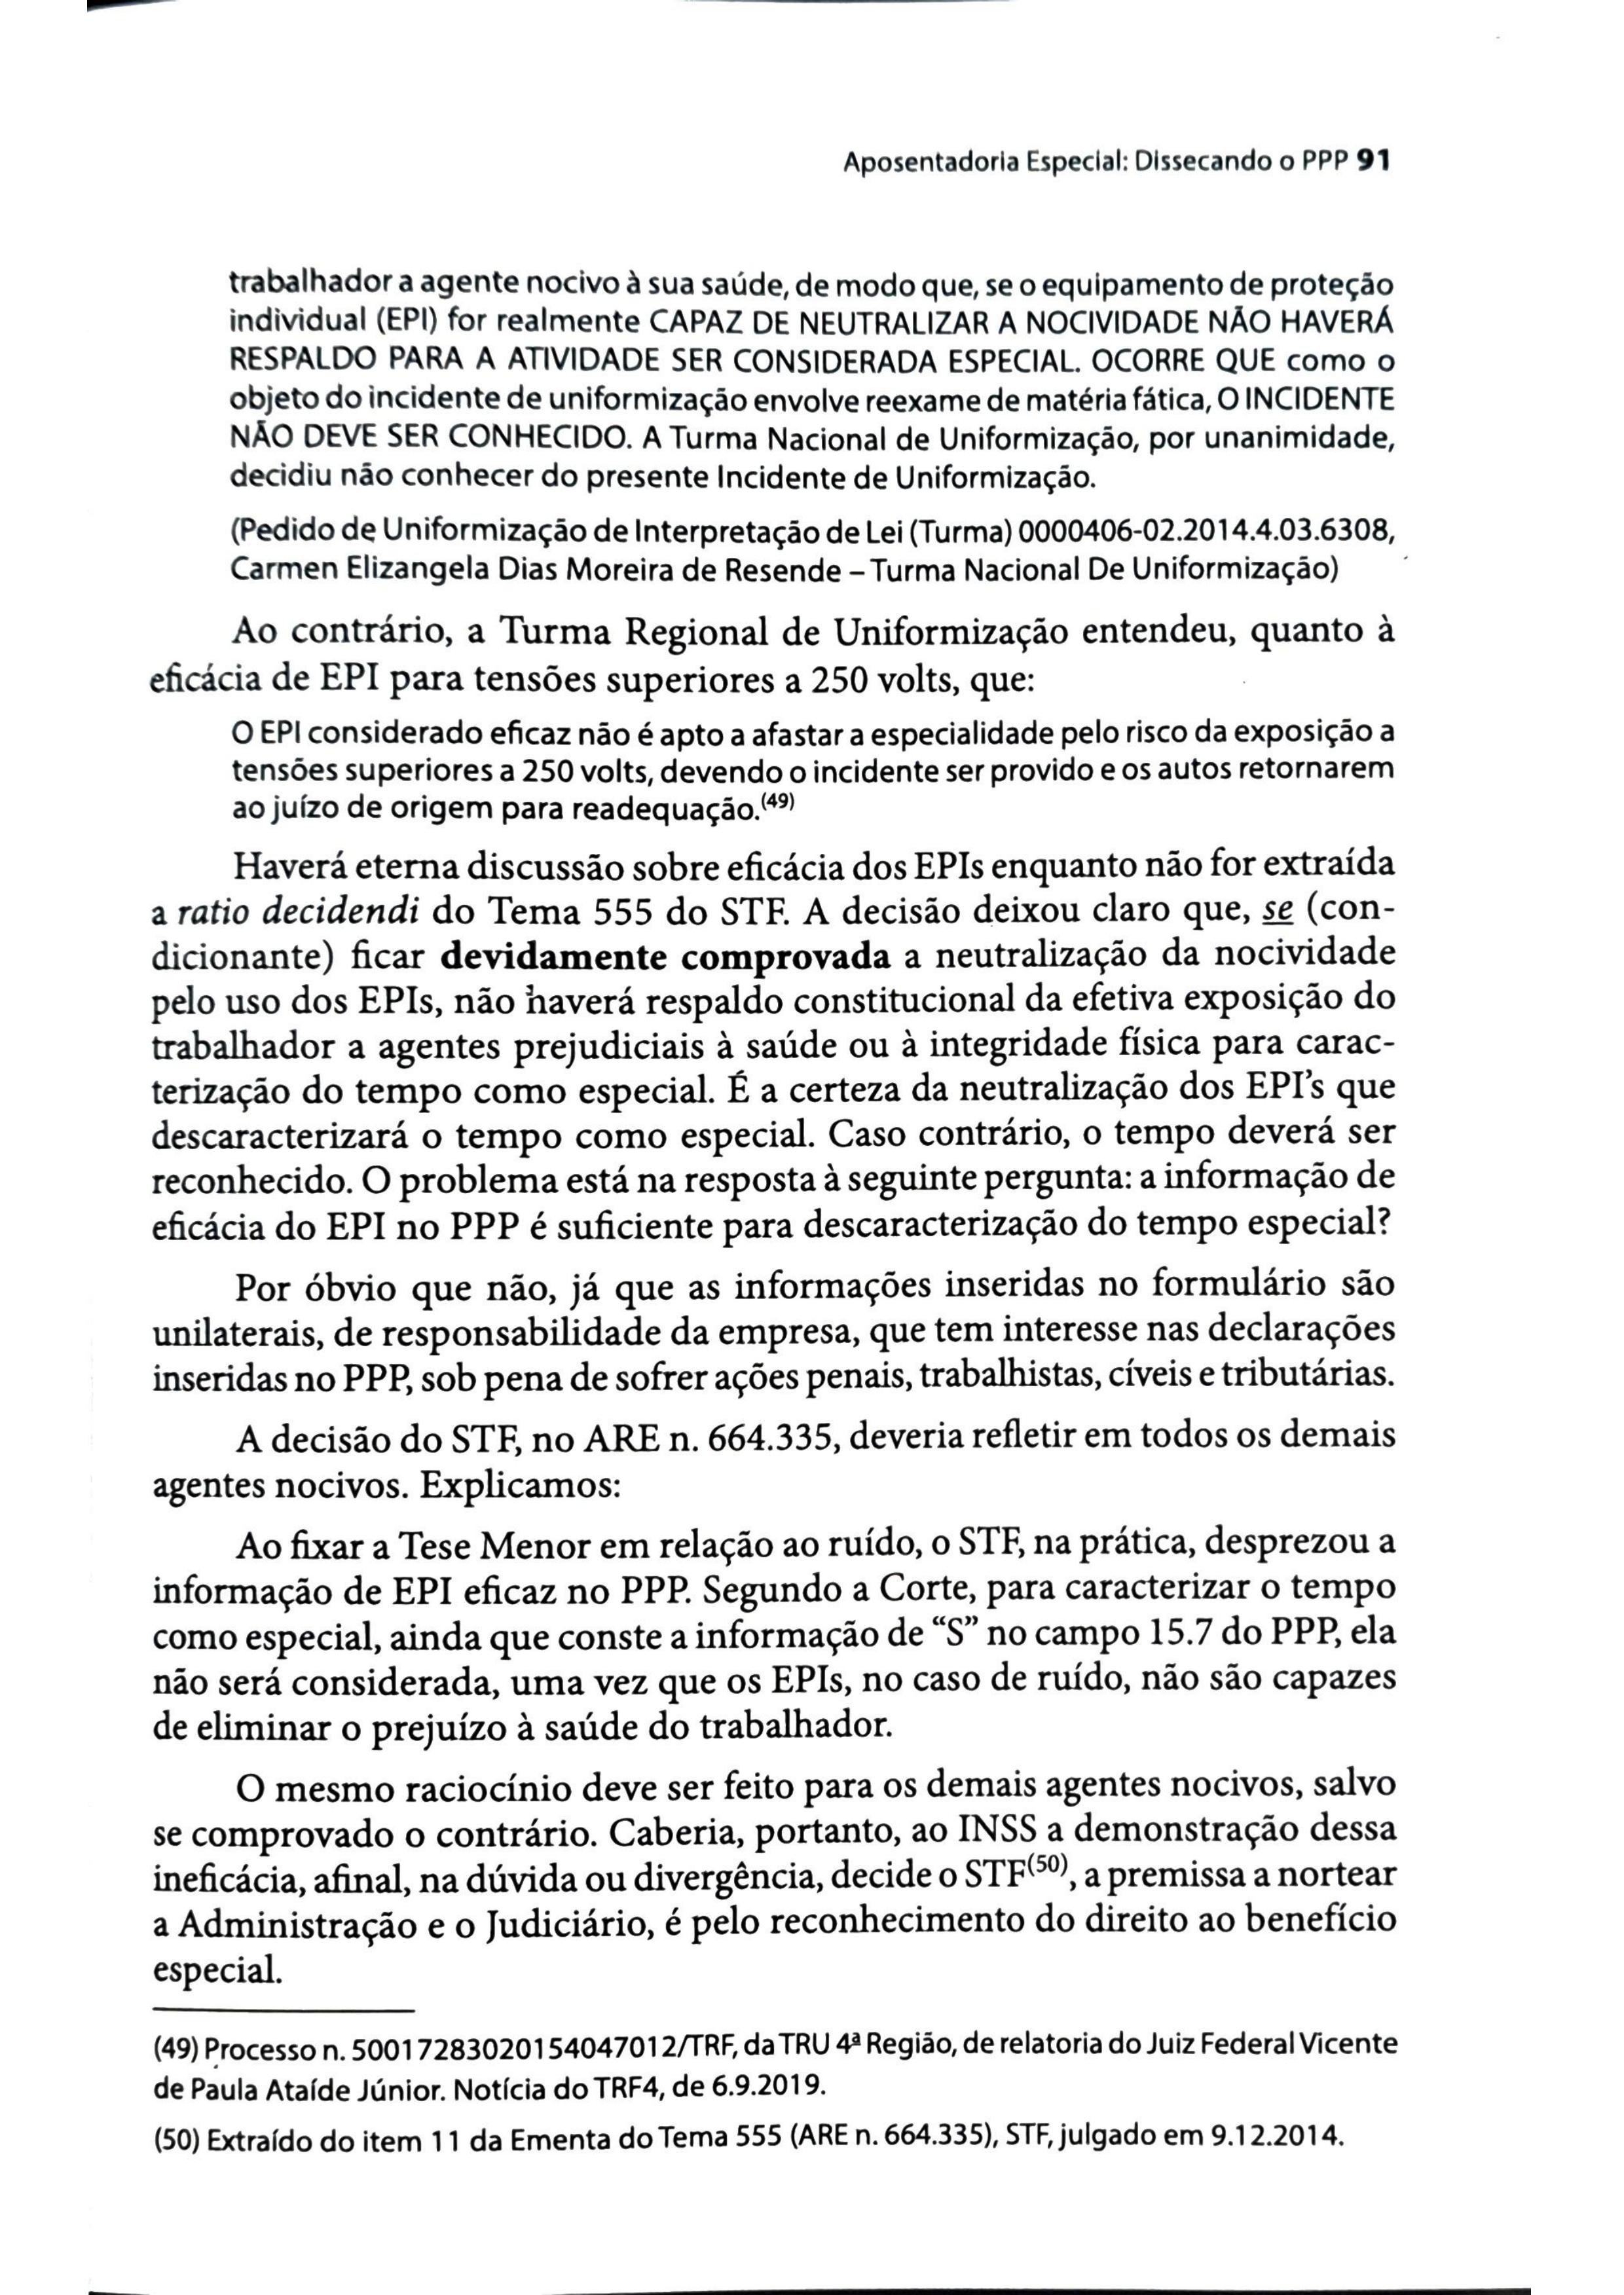 Aposentadoria Especial: Dissecando o PPP 91
trabalhador a agente nocivo à sua saúde, de modo que, se o equipamento de proteção
individual (EPI) for realmente CAPAZ DE NEUTRALIZAR A NOCIVIDADE NÃO HAVERÁ
RESPALDO PARA A ATIVIDADE SER CONSIDERADA ESPECIAL. OCORRE QUE como o
objeto do incidente de uniformização envolve reexame de matéria fática, O INCIDENTE
NÃO DEVE SER CONHECIDO. A Turma Nacional de Uniformização, por unanimidade,
decidiu não conhecer do presente Incidente de Uniformização.
(Pedido de Uniformização de Interpretação de Lei (Turma) 0000406-02.2014.4.03.6308,
Carmen Elizangela Dias Moreira de Resende – Turma Nacional De Uniformização)
Ao contrário, a Turma Regional de Uniformização entendeu, quanto à
eficácia de EPI para tensões superiores a 250 volts, que:
O EPI considerado eficaz não é apto a afastar a especialidade pelo risco da exposição a
tensões superiores a 250 volts, devendo o incidente ser provido e os autos retornarem
ao juízo de origem para readequação.(49)
Haverá eterna discussão sobre eficácia dos EPIs enquanto não for extraída
a ratio decidendi do Tema 555 do STF. A decisão deixou claro que, se (con-
dicionante) ficar devidamente comprovada a neutralização da nocividade
pelo uso dos EPIs, não haverá respaldo constitucional da efetiva exposição do
trabalhador a agentes prejudiciais à saúde ou à integridade física para carac-
terização do tempo como especial. É a certeza da neutralização dos EPI’s que
descaracterizará o tempo como especial. Caso contrário, o tempo deverá ser
reconhecido. O problema está na resposta à seguinte pergunta: a informação de
eficácia do EPI no PPP é suficiente para descaracterização do tempo especial?
Por óbvio que não, já que as informações inseridas no formulário são
unilaterais, de responsabilidade da empresa, que tem interesse nas declarações
inseridas no PPP, sob pena de sofrer ações penais, trabalhistas, cíveis e tributárias.
A decisão do STF, no ARE n. 664.335, deveria refletir em todos os demais
agentes nocivos. Explicamos:
Ao fixar a Tese Menor em relação ao ruído, o STF, na prática, desprezou a
informação de EPI eficaz no PPP. Segundo a Corte, para caracterizar o tempo
como especial, ainda que conste a informação de “S” no campo 15.7 do PPP, ela
não será considerada, uma vez que os EPIs, no caso de ruído, não são capazes
de eliminar o prejuízo à saúde do trabalhador.
O mesmo raciocínio deve ser feito para os demais agentes nocivos, salvo
se comprovado o contrário. Caberia, portanto, ao INSS a demonstração dessa
ineficácia, afinal, na dúvida ou divergência, decide o STF(50), a premissa a nortear
a Administração e o Judiciário, é pelo reconhecimento do direito ao benefício
especial.
(49) Processo n. 50017283020154047012/TRF, da TRU 4ª Região, de relatoria do Juiz Federal Vicente
de Paula Ataíde Júnior. Notícia do TRF4, de 6.9.2019.
(50) Extraído do item 11 da Ementa do Tema 555 (ARE n. 664.335), STF, julgado em 9.12.2014.